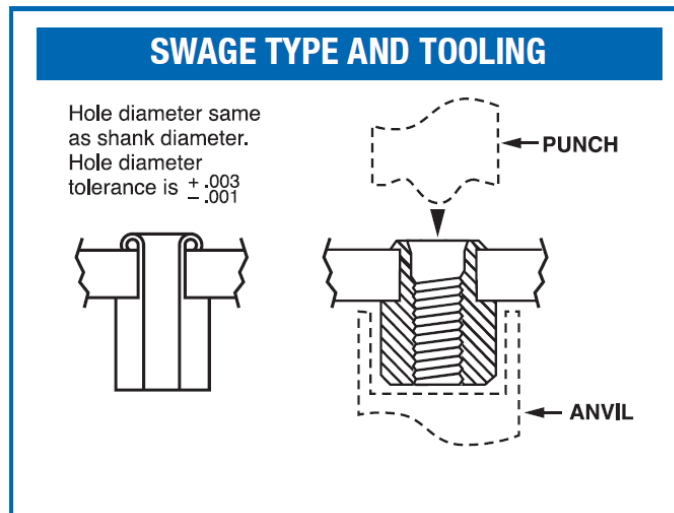 SWAGE TYPE AND TOOLING
Hole diameter same
as shank diameter.
Hole diameter
tolerance is + .003
− .001
PUNCH
ANVIL